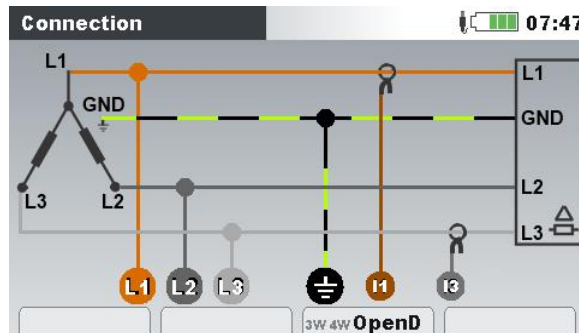 Connection 07:47
L1 L1
GND GND
L3 L2 L2
L3
L1 L2 L3 I1 I3
3W 4W OpenD